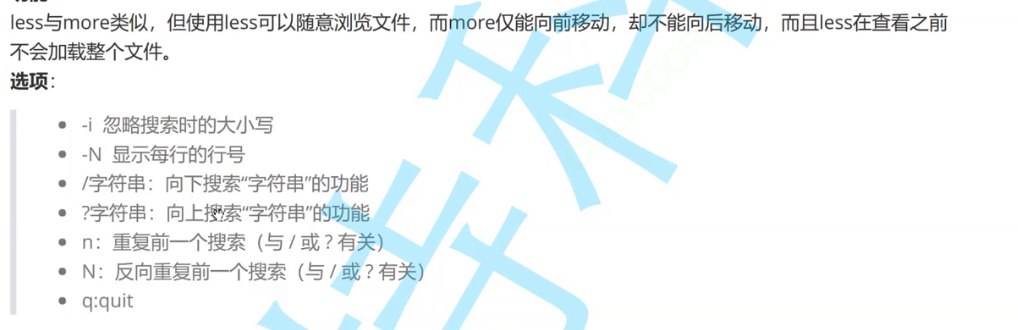 less与more类似，但使用less可以随意浏览文件，而more仅能向前移动，却不能向后移动，而且less在查看之前
不会加载整个文件。
选项：
-i 忽略搜索时的大小写
-N 显示每行的行号
/字符串：向下搜索“字符串”的功能
?字符串：向上搜索“字符串”的功能
n：重复前一个搜索（与 / 或 ? 有关）
N：反向重复前一个搜索（与 / 或 ? 有关）
q:quit